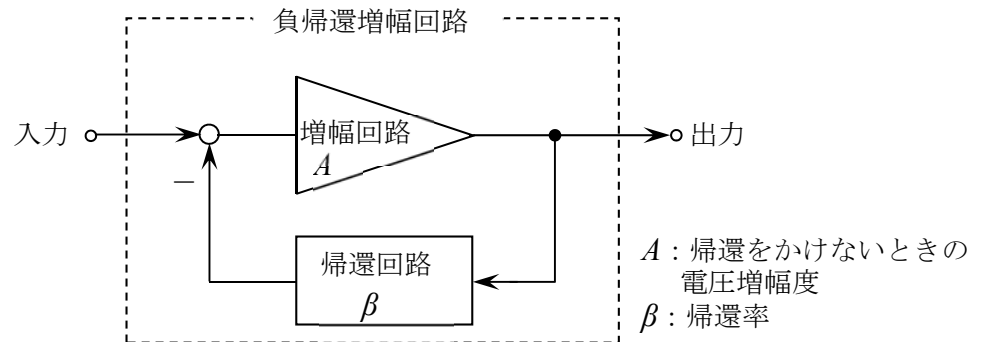 負帰還増幅回路
入力
増幅回路
A
出力
−
帰還回路
β
A：帰還をかけないときの
電圧増幅度
β：帰還率